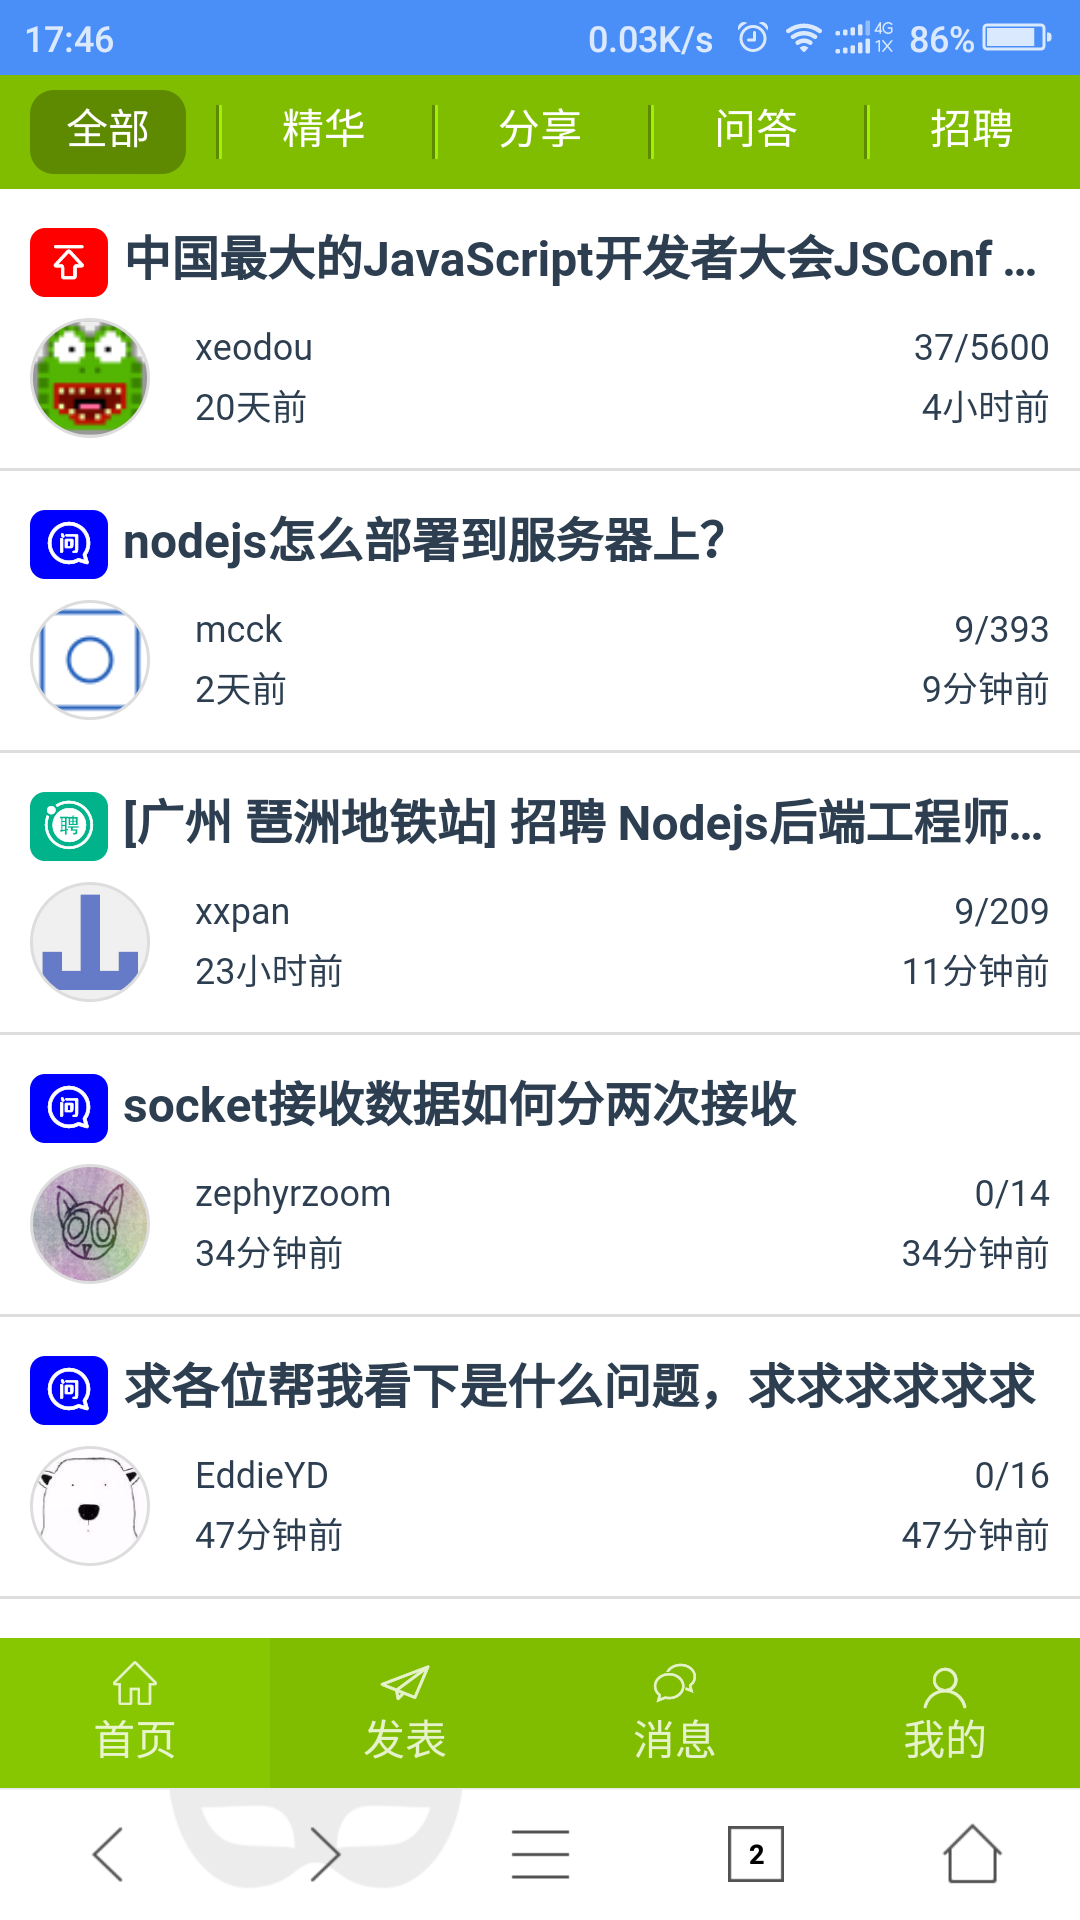 17:46 0.03K/s 4G 1X 86%
全部 精华 分享 问答 招聘
中国最大的JavaScript开发者大会JSConf ...
xeodou 37/5600
20天前 4小时前
问 nodejs怎么部署到服务器上？
mcck 9/393
2天前 9分钟前
聘 [广州 琶洲地铁站] 招聘 Nodejs后端工程师...
xxpan 9/209
23小时前 11分钟前
问 socket接收数据如何分两次接收
zephyrzoom 0/14
34分钟前 34分钟前
问 求各位帮我看下是什么问题，求求求求求求
EddieYD 0/16
47分钟前 47分钟前
首页 发表 消息 我的
2